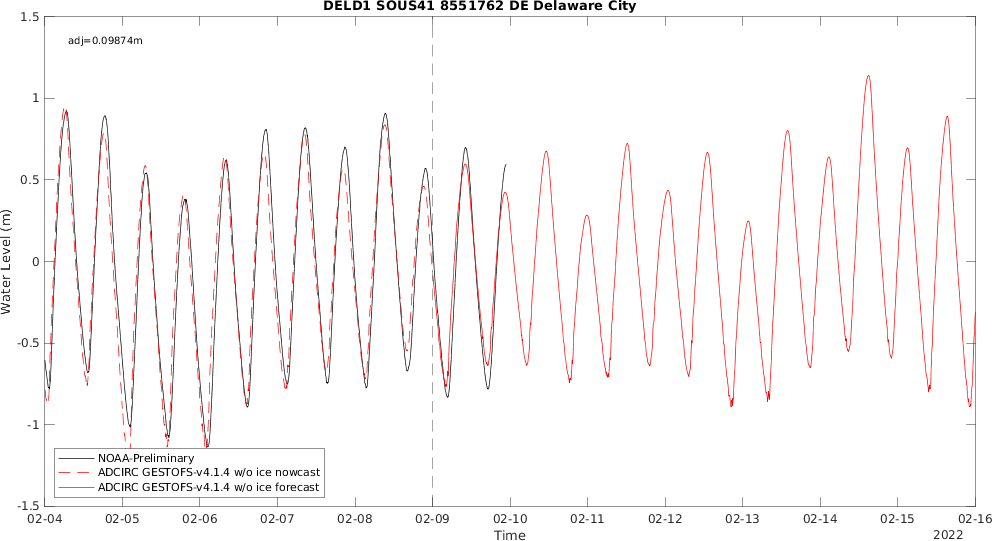 DELD1 SOUS41 8551762 DE Delaware City
adj=0.09874m
1.5
1
0.5
0
-0.5
-1
-1.5
Water Level (m)
NOAA-Preliminary
ADCIRC GESTOFS-v4.1.4 w/o ice nowcast
ADCIRC GESTOFS-v4.1.4 w/o ice forecast
02-04 02-05 02-06 02-07 02-08 02-09 02-10 02-11 02-12 02-13 02-14 02-15 02-16
Time
2022